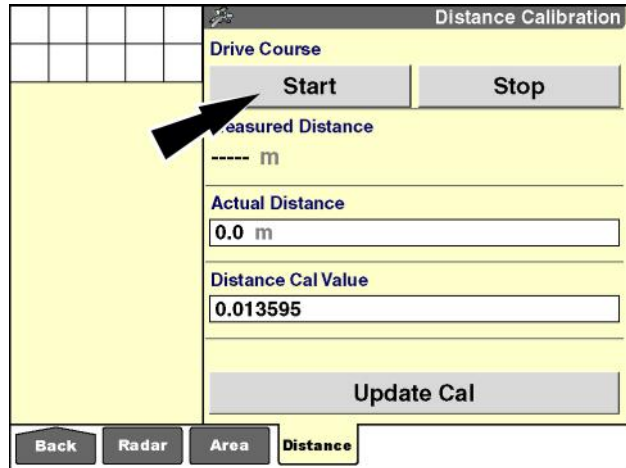 Distance Calibration
Drive Course
Start Stop
easured Distance
----- m
Actual Distance
0.0 m
Distance Cal Value
0.013595
Update Cal
Back Radar Area Distance